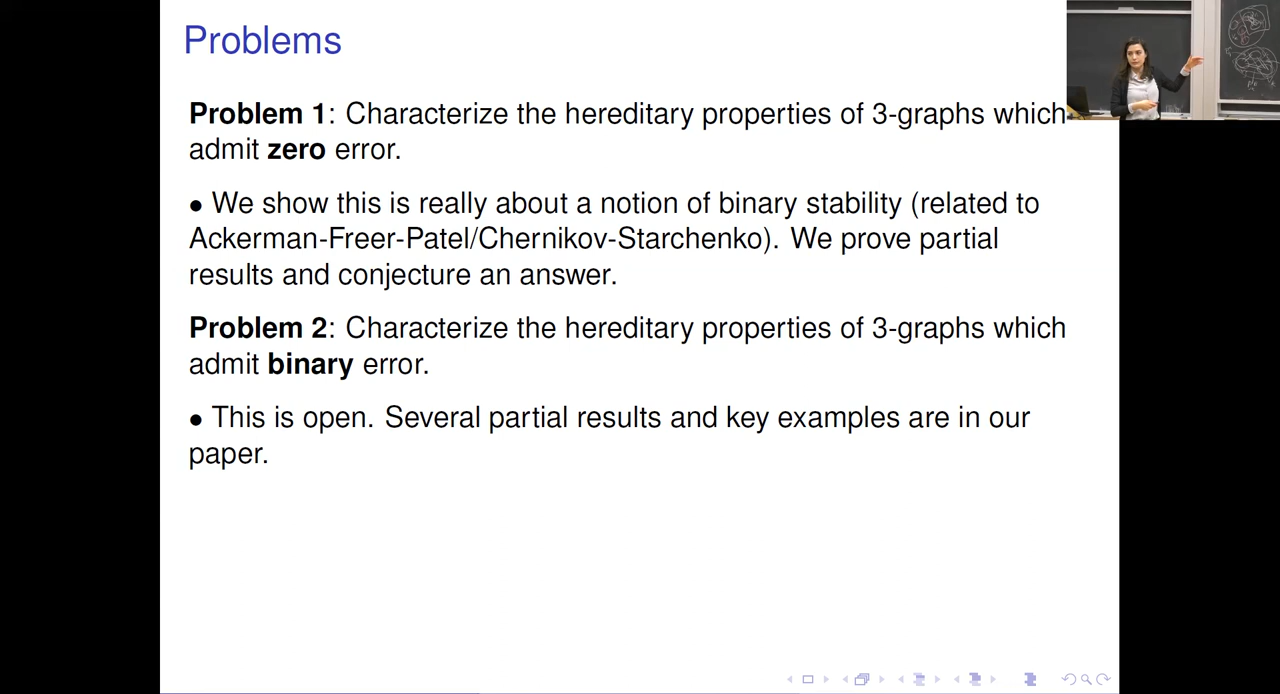 Problems
Problem 1: Characterize the hereditary properties of 3-graphs which
admit zero error.
• We show this is really about a notion of binary stability (related to
Ackerman-Freer-Patel/Chernikov-Starchenko). We prove partial
results and conjecture an answer.
Problem 2: Characterize the hereditary properties of 3-graphs which
admit binary error.
• This is open. Several partial results and key examples are in our
paper.